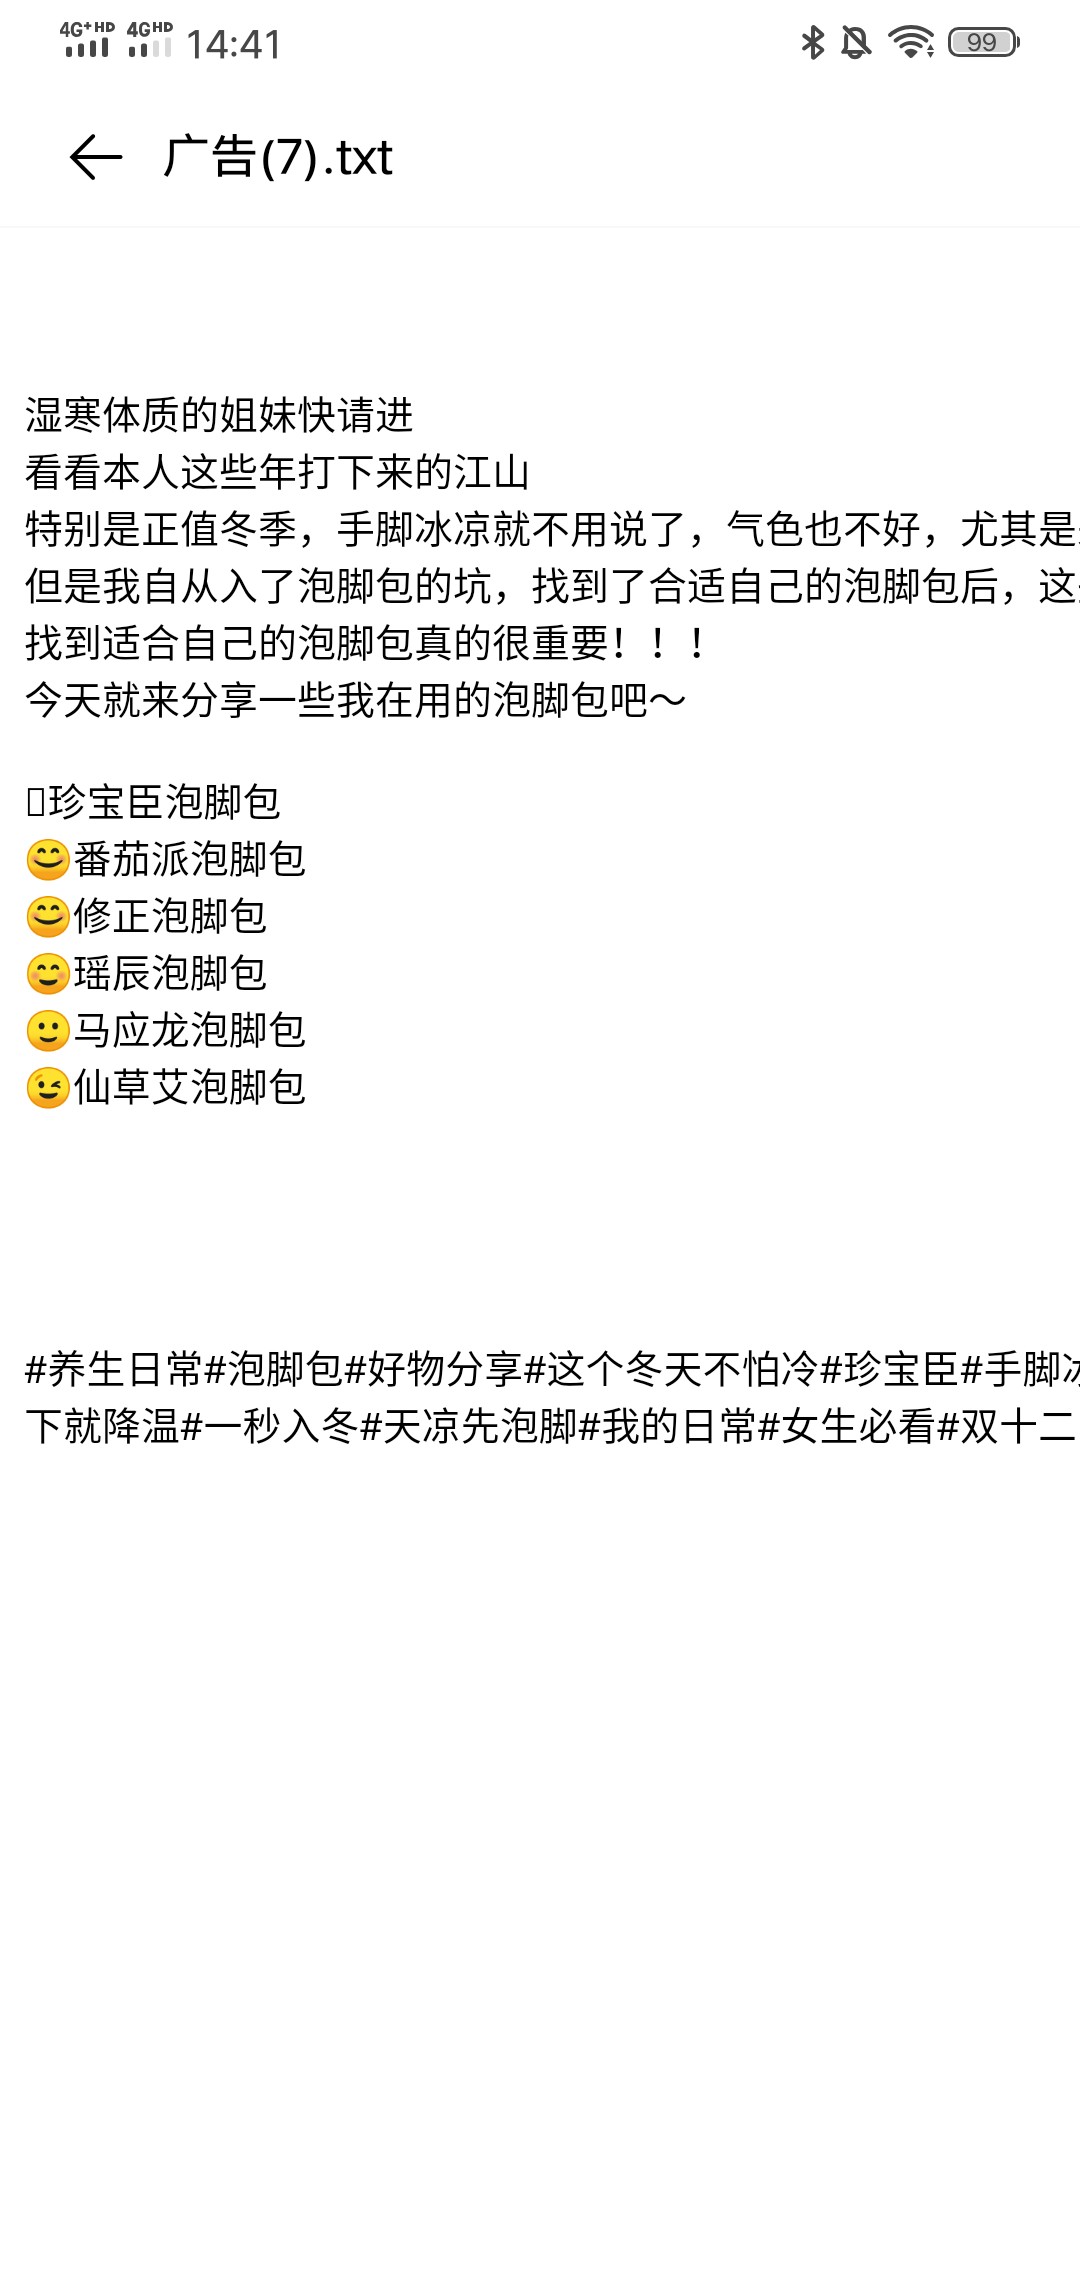 4G+HD 4GHD 14:41 99
广告(7).txt
湿寒体质的姐妹快请进
看看本人这些年打下来的江山
特别是正值冬季，手脚冰凉就不用说了，气色也不好，尤其是
但是我自从入了泡脚包的坑，找到了合适自己的泡脚包后，这
找到适合自己的泡脚包真的很重要！！！
今天就来分享一些我在用的泡脚包吧～
珍宝臣泡脚包
😊番茄派泡脚包
😊修正泡脚包
☺️瑶辰泡脚包
🙂马应龙泡脚包
😉仙草艾泡脚包
#养生日常#泡脚包#好物分享#这个冬天不怕冷#珍宝臣#手脚冰
下就降温#一秒入冬#天凉先泡脚#我的日常#女生必看#双十二